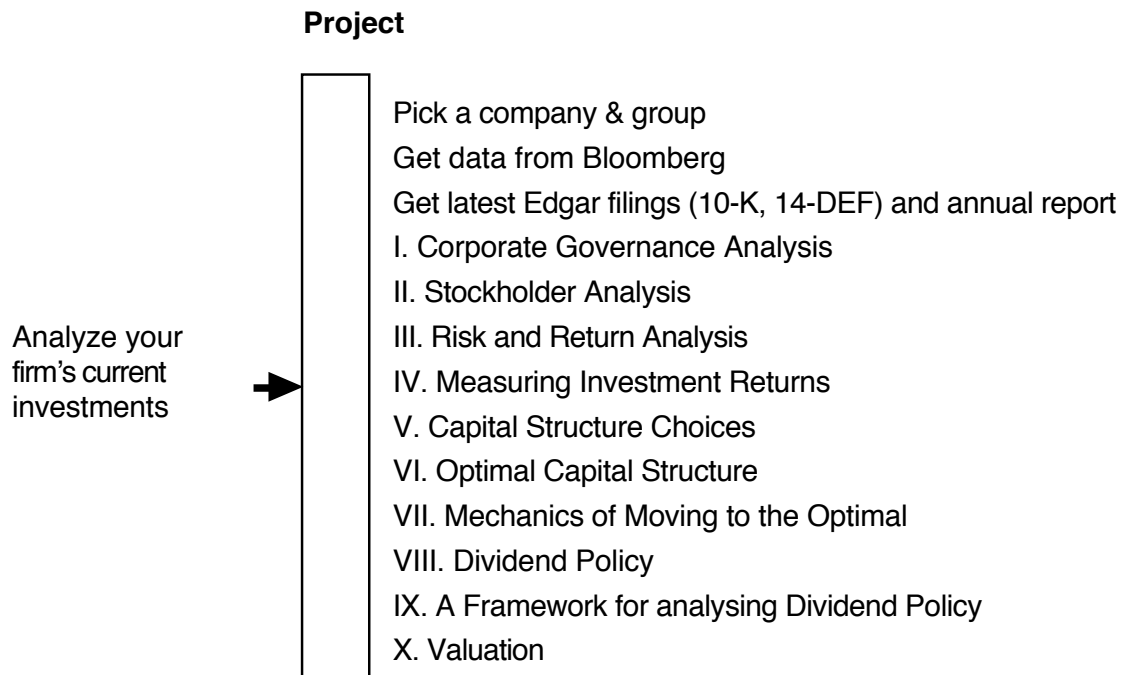 Project
Pick a company & group
Get data from Bloomberg
Get latest Edgar filings (10-K, 14-DEF) and annual report
I. Corporate Governance Analysis
II. Stockholder Analysis
III. Risk and Return Analysis
Analyze your
firm's current
investments
IV. Measuring Investment Returns
V. Capital Structure Choices
VI. Optimal Capital Structure
VII. Mechanics of Moving to the Optimal
VIII. Dividend Policy
IX. A Framework for analysing Dividend Policy
X. Valuation